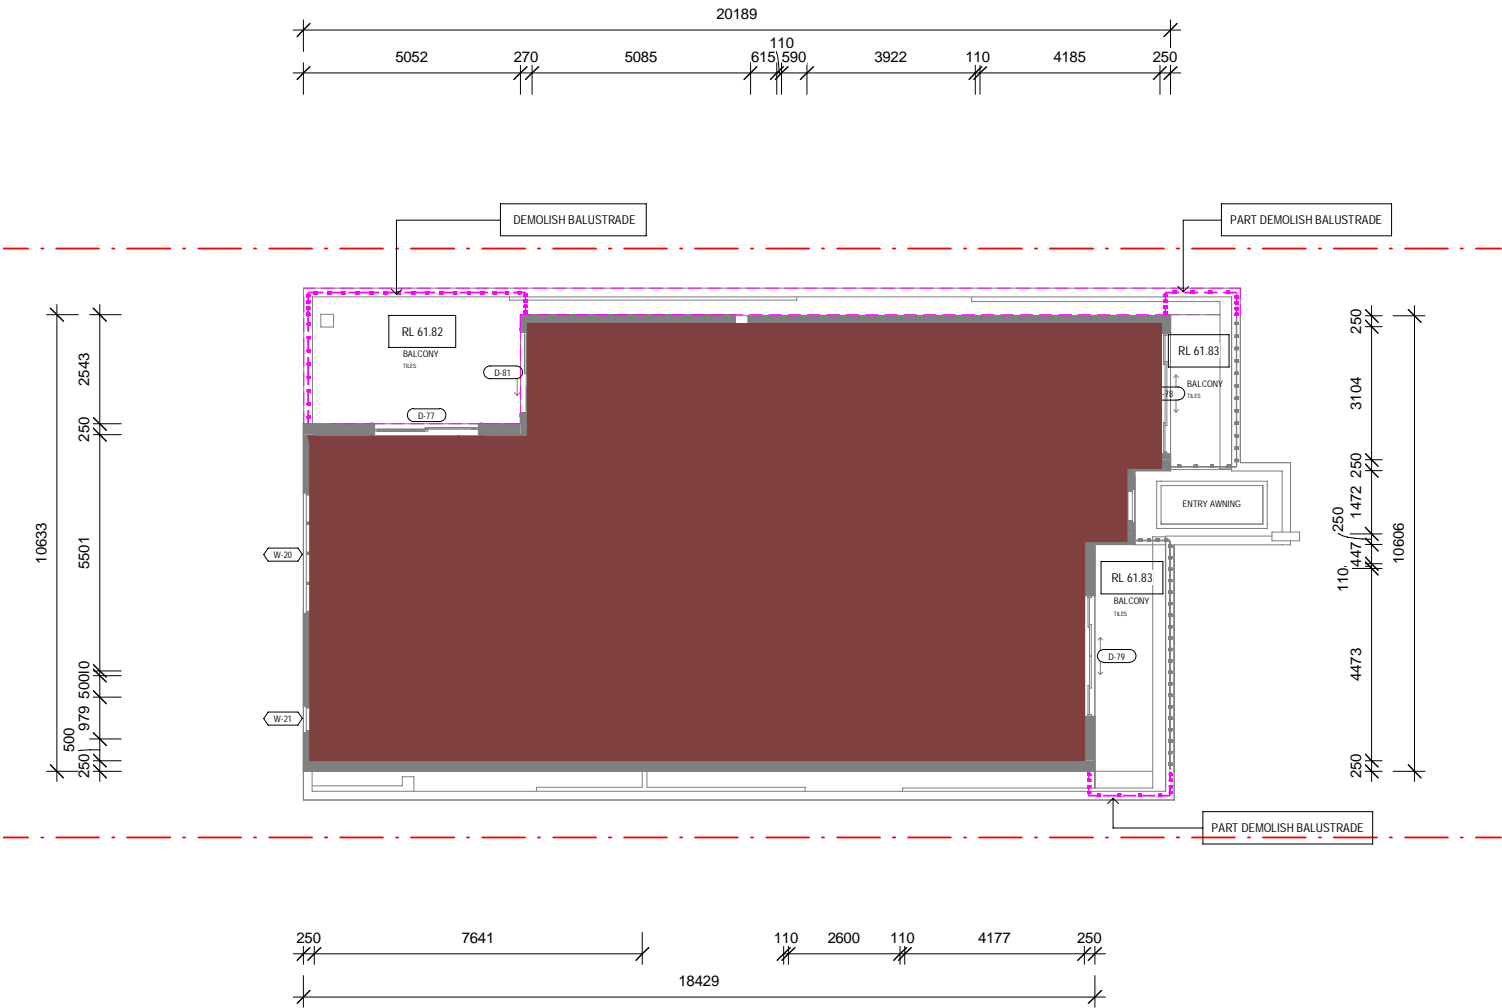 20189
110
5052 270 5085 615 590 3922 110 4185 250
DEMOLISH BALUSTRADE
PART DEMOLISH BALUSTRADE
RL 61.82
BALCONY
TILES
D-81
D-77
RL 61.83
BALCONY
TILES
-78
ENTRY AWNING
RL 61.83
BALCONY
TILES
D-79
W-20
W-21
10633
2543
250
5501
500
979
500
250
250
3104
250
1472
250
447
110
4473
250
10606
PART DEMOLISH BALUSTRADE
250 7641 110 2600 110 4177 250
18429